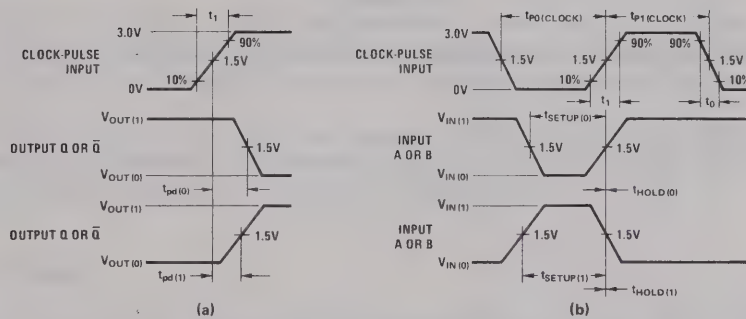 t1
3.0V
90%
CLOCK-PULSE
INPUT
1.5V
10%
0V
VOUT(1)
OUTPUT Q OR Q̅
1.5V
VOUT(0)
tpd(0)
VOUT(1)
OUTPUT Q OR Q̅
1.5V
VOUT(0)
tpd(1)
(a)
tP0(CLOCK)
tP1(CLOCK)
3.0V
90%
90%
CLOCK-PULSE
INPUT
1.5V
1.5V
1.5V
10%
10%
0V
t1
t0
VIN(1)
tSETUP(0)
INPUT
A OR B
1.5V
1.5V
VIN(0)
tHOLD(0)
VIN(1)
INPUT
A OR B
1.5V
1.5V
VIN(0)
tSETUP(1)
tHOLD(1)
(b)